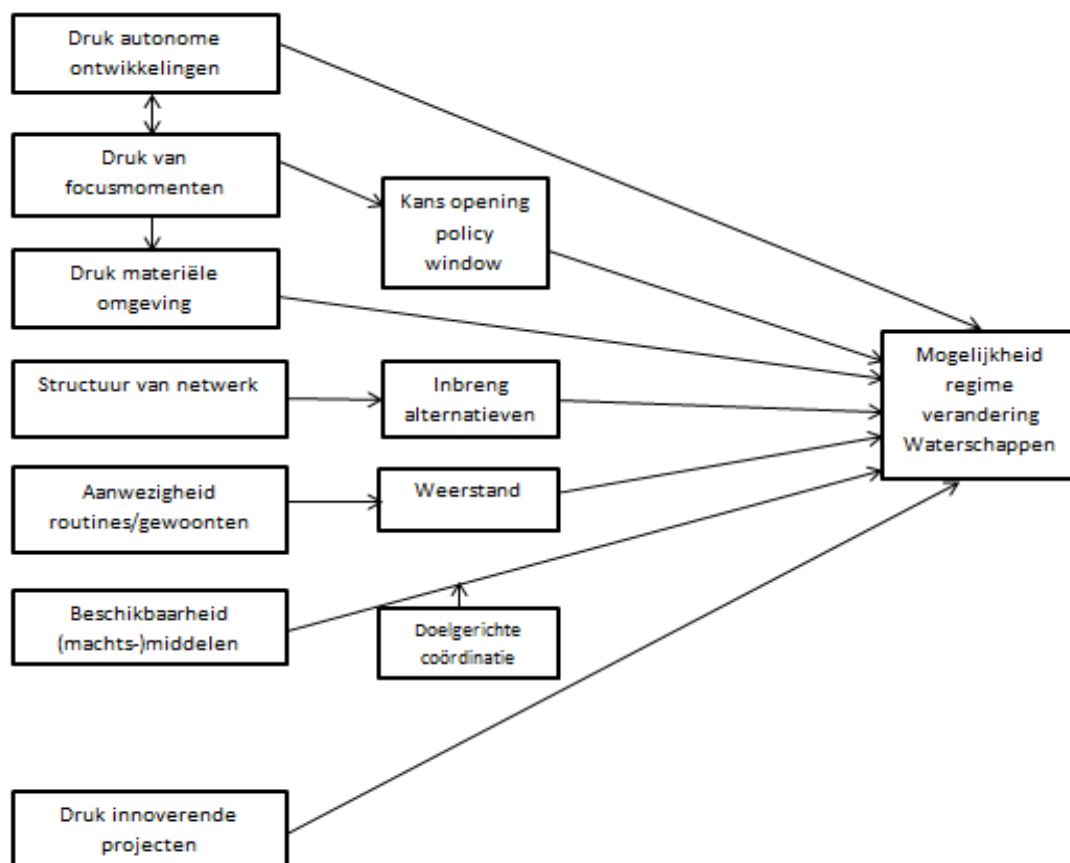 Druk autonome
ontwikkelingen
Druk van
focusmomenten
Kans opening
policy
window
Druk materiële
omgeving
Mogelijkheid
regime
verandering
Waterschappen
Structuur van netwerk
Inbreng
alternatieven
Aanwezigheid
routines/gewoonten
Weerstand
Beschikbaarheid
(machts-)middelen
Doelgerichte
coördinatie
Druk innoverende
projecten